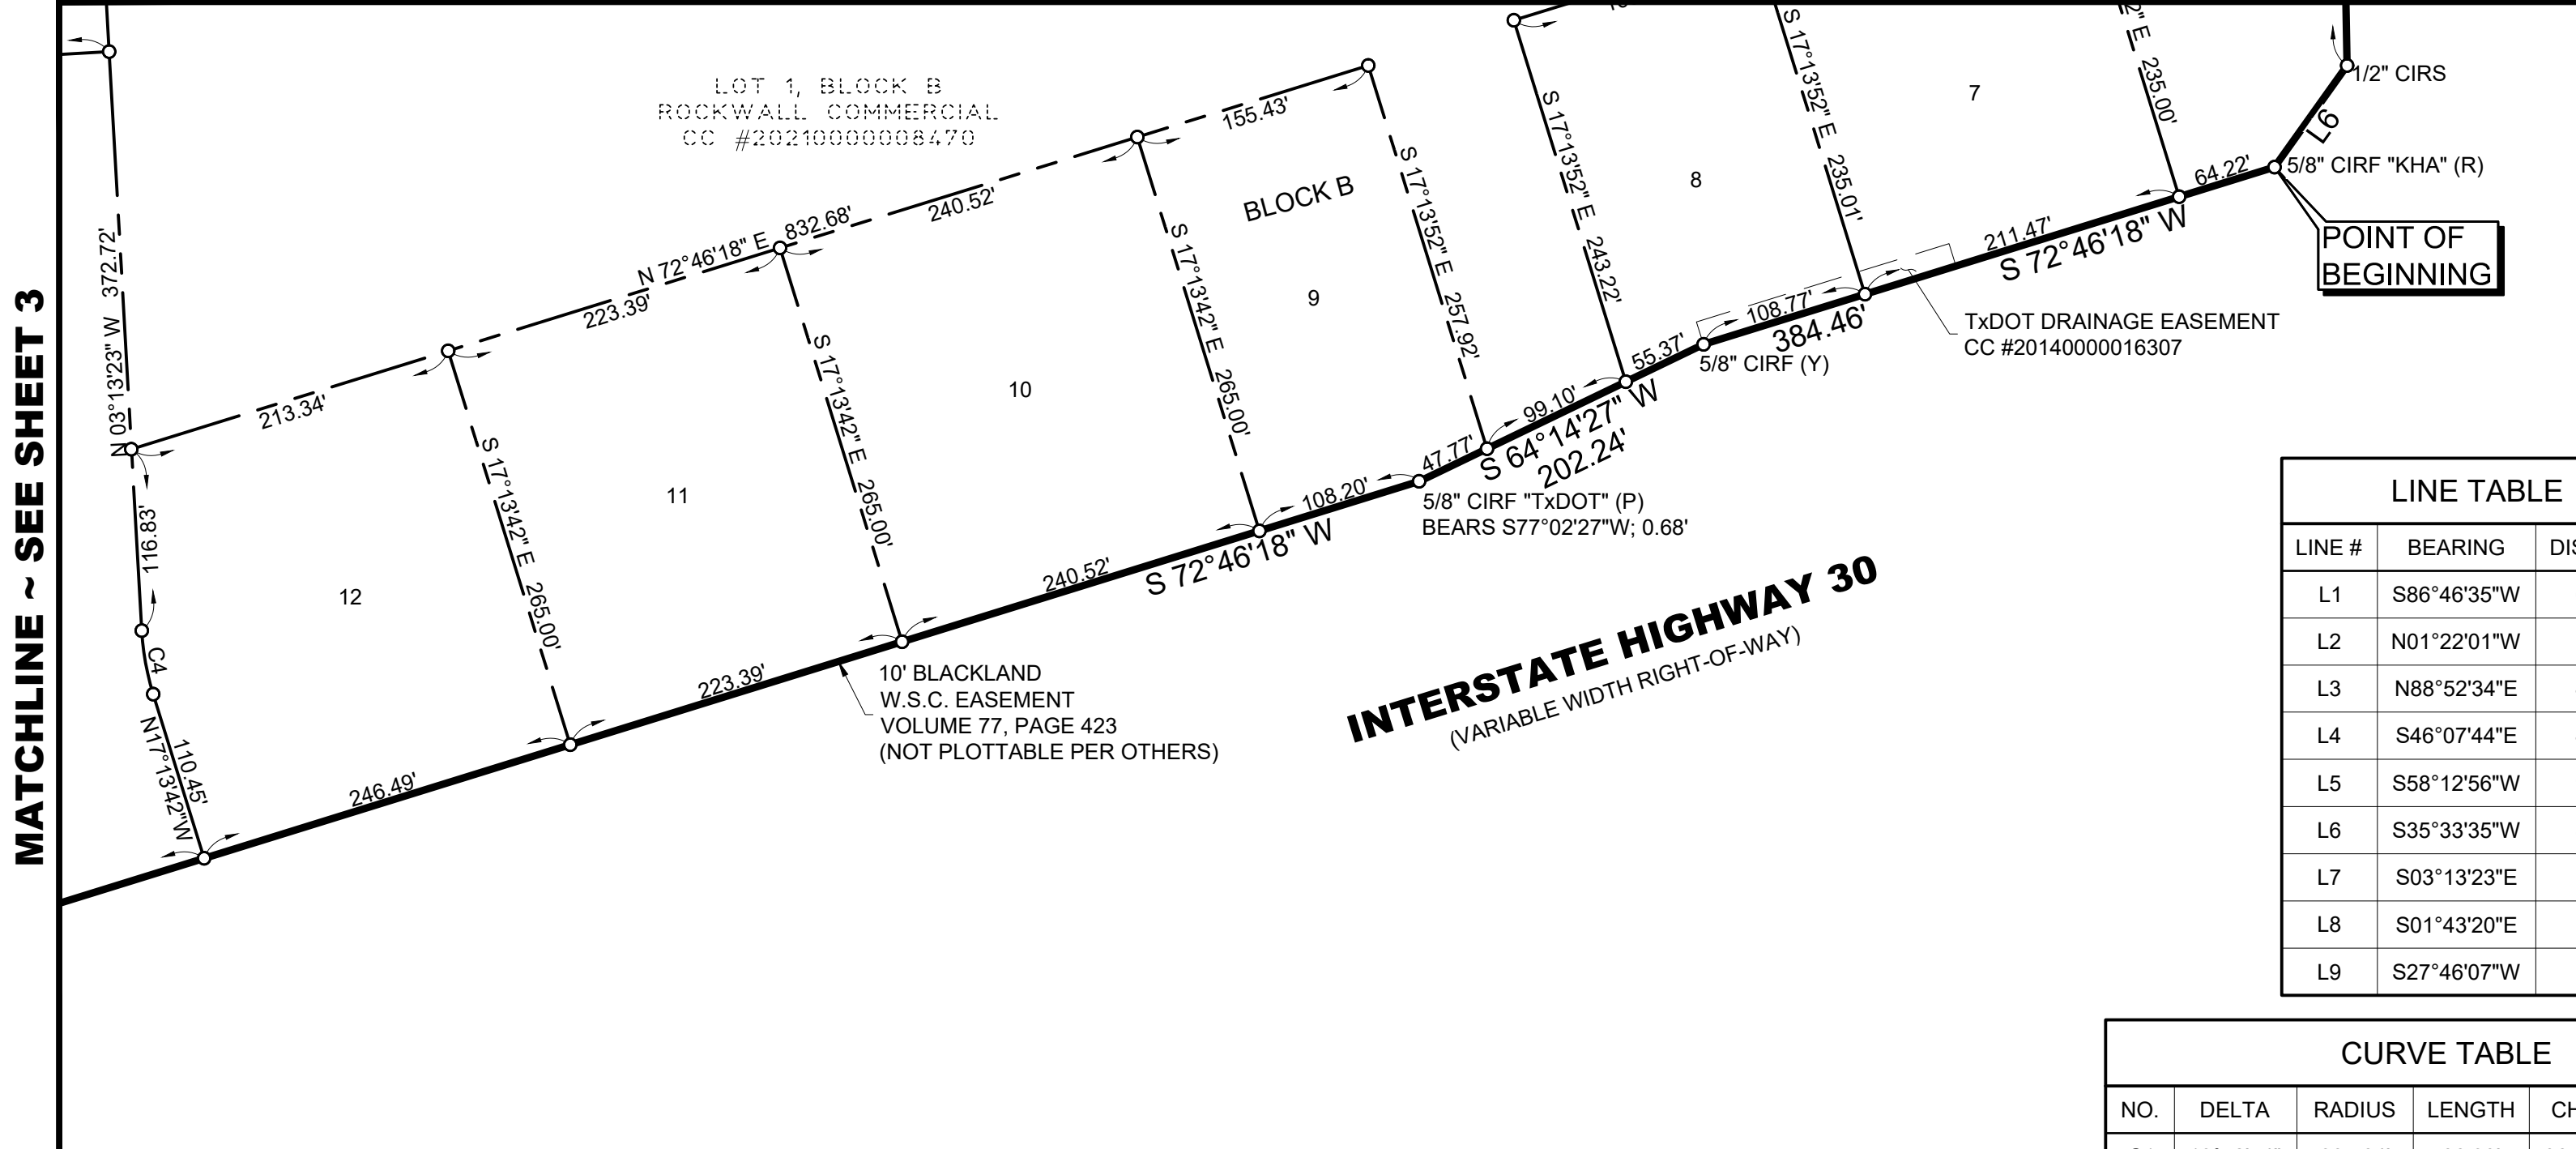 MATCHLINE ~ SEE SHEET 3
LOT 1, BLOCK B
ROCKWALL COMMERCIAL
CC #20210000008470
N 03°13'23" W 372.72'
N 72°46'18" E 832.68'
213.34'
223.39'
240.52'
155.43'
BLOCK B
S 17°13'42" E 265.00'
S 17°13'42" E 265.00'
S 17°13'42" E 265.00'
S 17°13'52" E 257.92'
S 17°13'52" E 243.22'
S 17°13'52" E 235.01'
2" E 235.00'
7
8
9
10
11
12
1/2" CIRS
L6
5/8" CIRF "KHA" (R)
POINT OF
BEGINNING
64.22'
211.47'
S 72°46'18" W
384.46'
108.77'
TxDOT DRAINAGE EASEMENT
CC #20140000016307
5/8" CIRF (Y)
55.37'
99.10'
S 64°14'27" W
202.24'
47.77'
5/8" CIRF "TxDOT" (P)
BEARS S77°02'27"W; 0.68'
108.20'
S 72°46'18" W
240.52'
223.39'
246.49'
116.83'
C4
110.45'
N17°13'42"W
10' BLACKLAND
W.S.C. EASEMENT
VOLUME 77, PAGE 423
(NOT PLOTTABLE PER OTHERS)
INTERSTATE HIGHWAY 30
(VARIABLE WIDTH RIGHT-OF-WAY)
LINE TABLE
LINE # BEARING DIS
L1 S86°46'35"W
L2 N01°22'01"W
L3 N88°52'34"E
L4 S46°07'44"E
L5 S58°12'56"W
L6 S35°33'35"W
L7 S03°13'23"E
L8 S01°43'20"E
L9 S27°46'07"W
CURVE TABLE
NO. DELTA RADIUS LENGTH CH